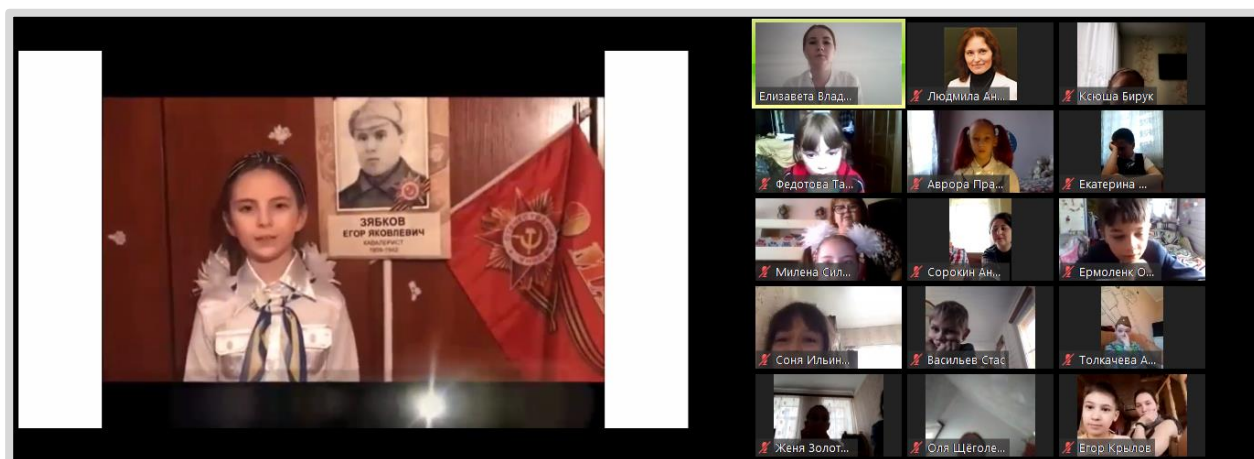 ЗЯБКОВ
ЕГОР ЯКОВЛЕВИЧ
КАВАЛЕРИСТ
Елизавета Влад...
Людмила Ан...
Ксюша Бирук
Федотова Та...
Аврора Пра...
Екатерина ...
Милена Сил...
Сорокин Ан...
Ермоленк О...
Соня Ильин...
Васильев Стас
Толкачева А...
Женя Золот...
Оля Щёголе...
Егор Крылов